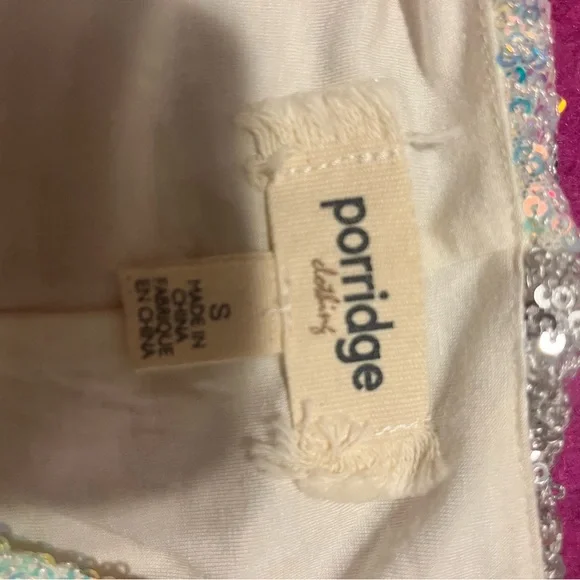 porridge
clothing
S
MADE IN
CHINA
FABRIQUE
EN CHINA